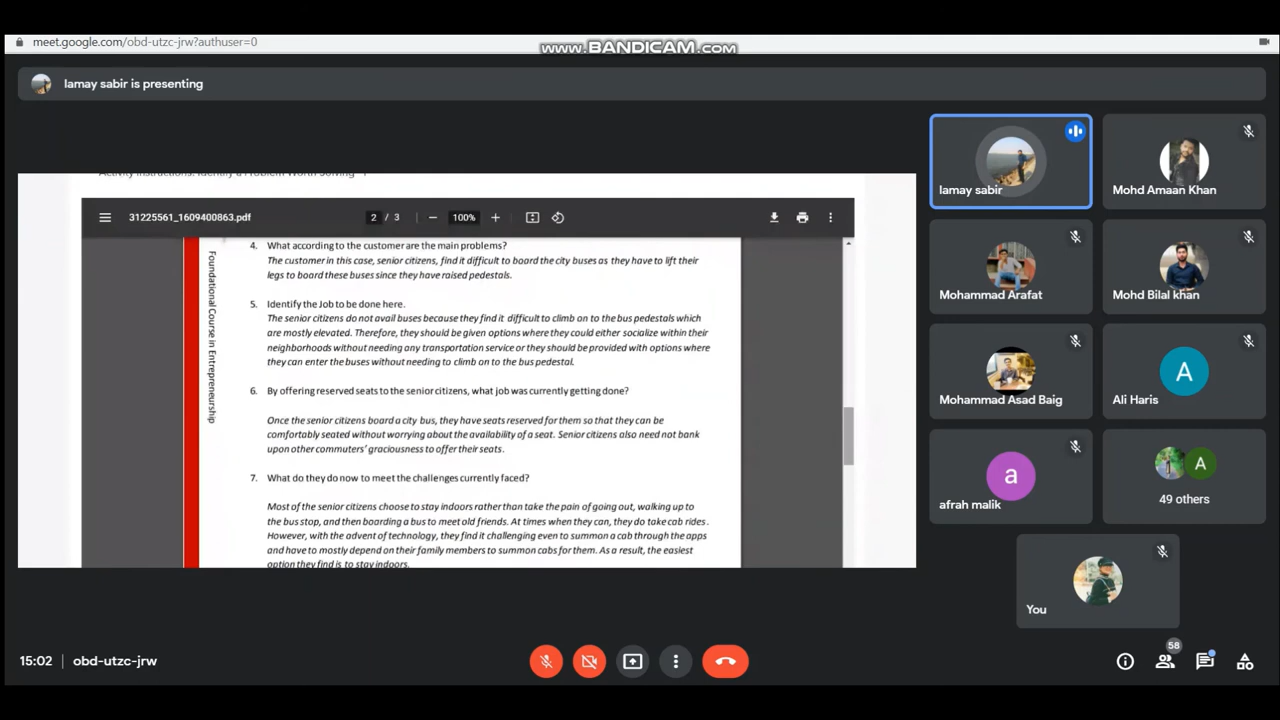 meet.google.com/obd-utzc-jrw?authuser=0
www.BANDICAM.com
lamay sabir is presenting
Activity Instructions: Identify a Problem Worth Solving
31225561_1609400863.pdf
2 / 3
100%
Foundational Course in Entrepreneurship
4. What according to the customer are the main problems?
The customer in this case, senior citizens, find it difficult to board the city buses as they have to lift their
legs to board these buses since they have raised pedestals.
5. Identify the Job to be done here.
The senior citizens do not avail buses because they find it difficult to climb on to the bus pedestals which
are mostly elevated. Therefore, they should be given options where they could either socialize within their
neighborhoods without needing any transportation service or they should be provided with options where
they can enter the buses without needing to climb on to the bus pedestal.
6. By offering reserved seats to the senior citizens, what job was currently getting done?
Once the senior citizens board a city bus, they have seats reserved for them so that they can be
comfortably seated without worrying about the availability of a seat. Senior citizens also need not bank
upon other commuters' graciousness to offer their seats.
7. What do they do now to meet the challenges currently faced?
Most of the senior citizens choose to stay indoors rather than take the pain of going out, walking up to
the bus stop, and then boarding a bus to meet old friends. At times when they can, they do take cab rides.
However, with the advent of technology, they find it challenging even to summon a cab through the apps
and have to mostly depend on their family members to summon cabs for them. As a result, the easiest
option they find is to stay indoors.
lamay sabir
Mohd Amaan Khan
Mohammad Arafat
Mohd Bilal khan
Mohammad Asad Baig
A
Ali Haris
a
afrah malik
A
49 others
You
15:02
obd-utzc-jrw
58